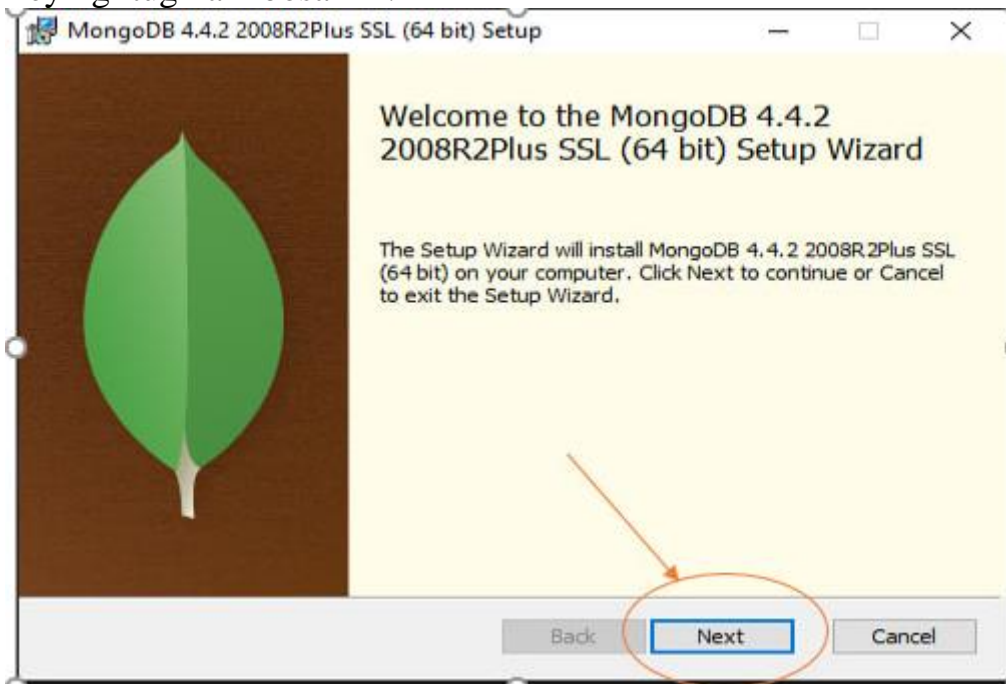 MongoDB 4.4.2 2008R2Plus SSL (64 bit) Setup
Welcome to the MongoDB 4.4.2
2008R2Plus SSL (64 bit) Setup Wizard
The Setup Wizard will install MongoDB 4.4.2 2008R2Plus SSL
(64 bit) on your computer. Click Next to continue or Cancel
to exit the Setup Wizard.
Back Next Cancel